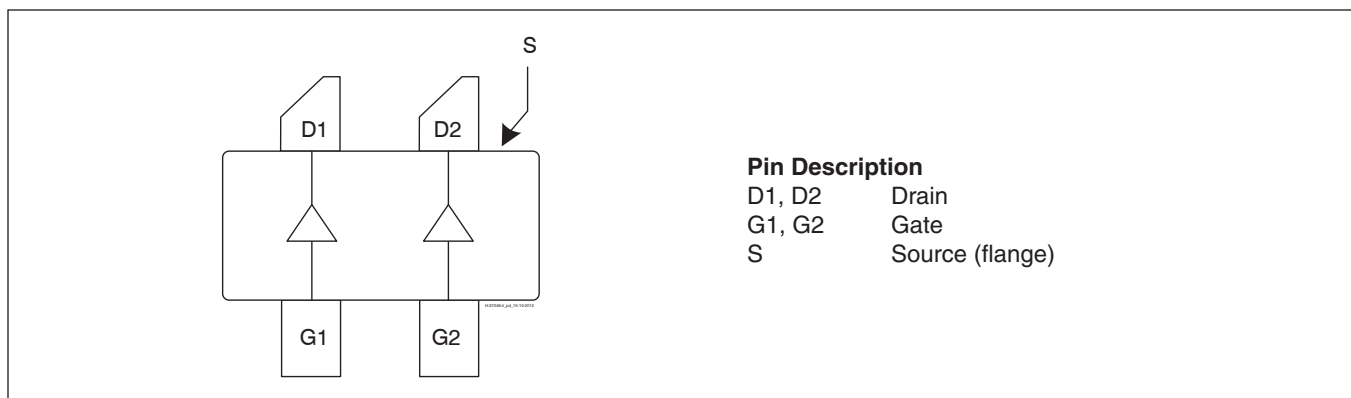 S
D1 D2
G1 G2
Pin Description
D1, D2 Drain
G1, G2 Gate
S Source (flange)